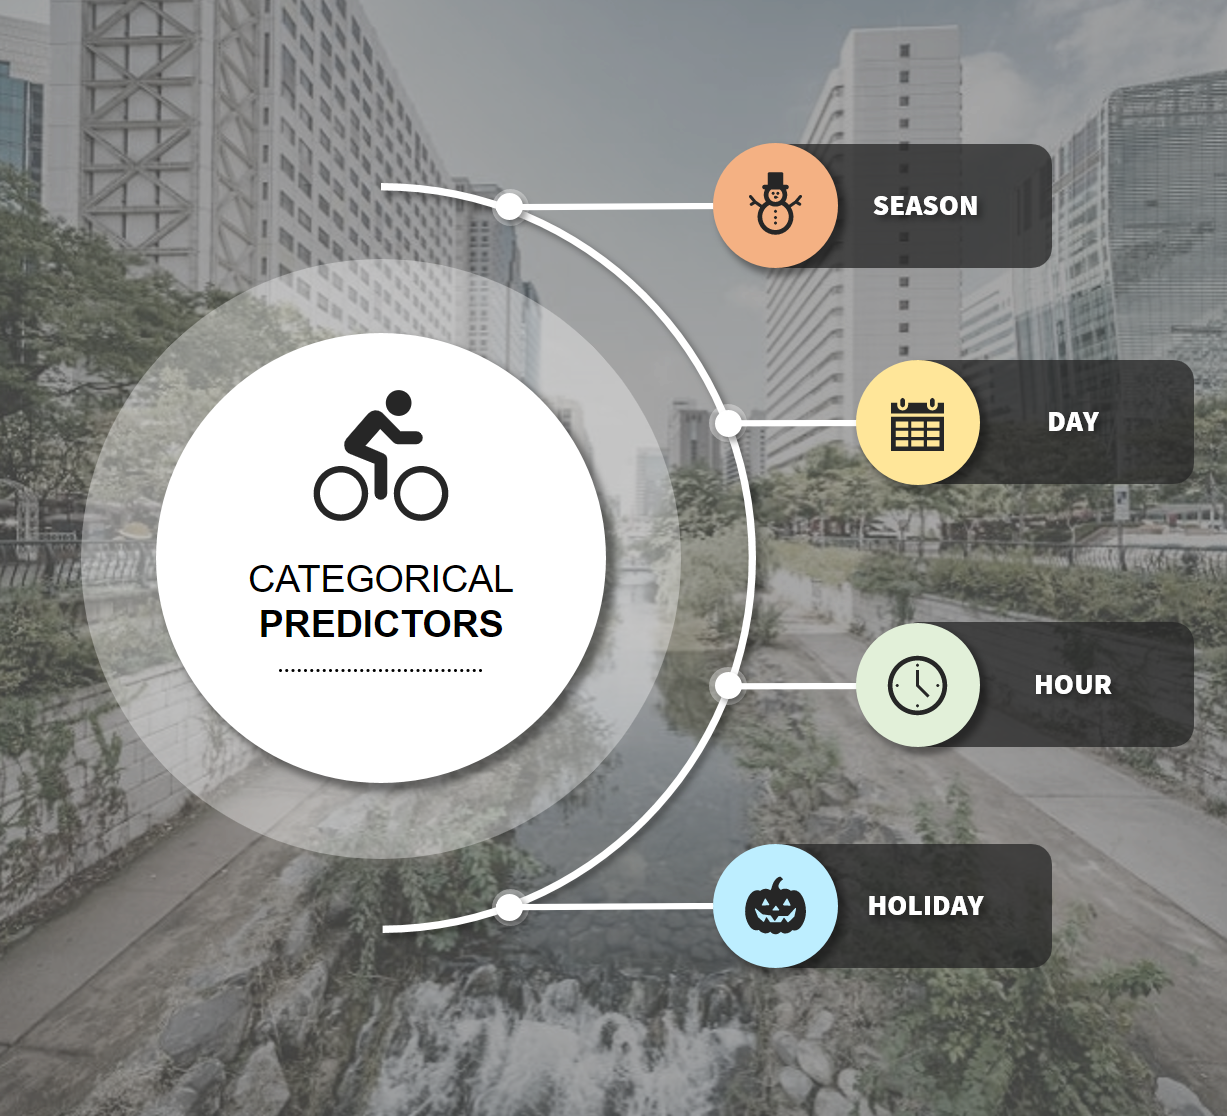 CATEGORICAL
PREDICTORS
SEASON
DAY
HOUR
HOLIDAY